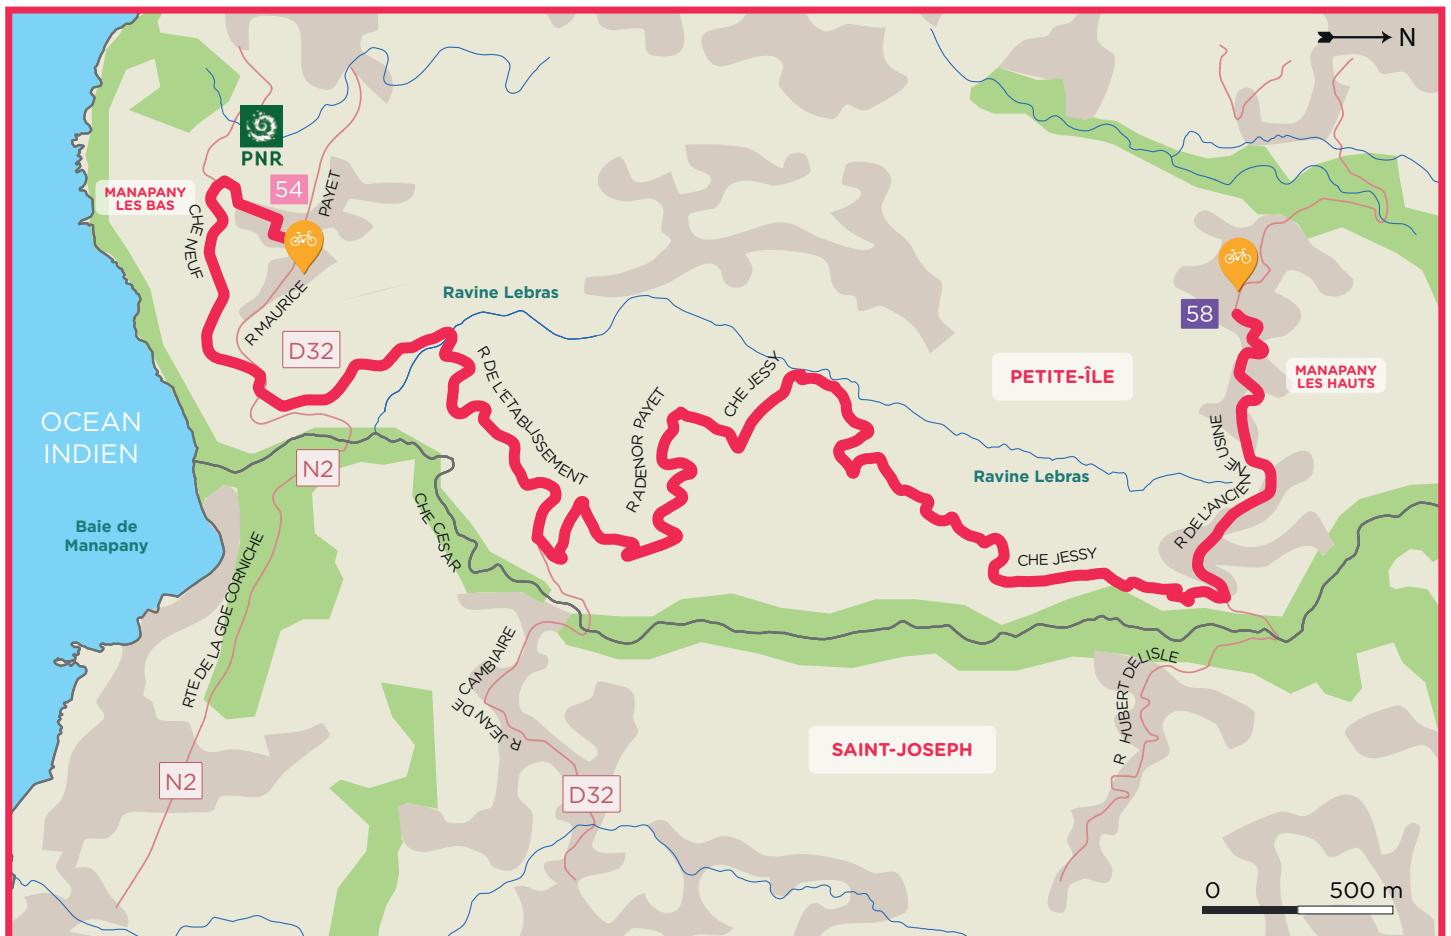 N
PNR
54
MANAPANY
LES BAS
PAYET
CHE NEUF
R MAURICE
Ravine Lebras
58
D32
R DE L'ETABLISSEMENT
CHE JESSY
PETITE-ÎLE
MANAPANY
LES HAUTS
R ADENOR PAYET
OCEAN
INDIEN
N2
R DE L'ANCIENNE USINE
Ravine Lebras
Baie de
Manapany
CHE CESAR
CHE JESSY
RTE DE LA GDE CORNICHE
R JEAN DE CAMBIAIRE
R HUBERT DELISLE
SAINT-JOSEPH
N2
D32
0 500 m